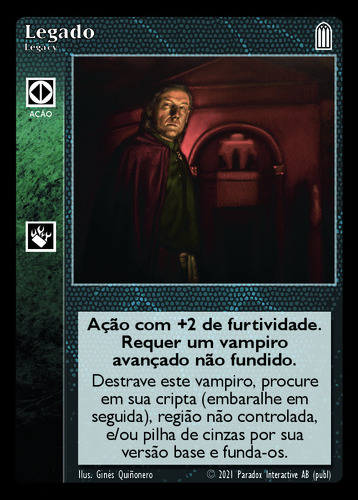 Legado
Legacy
AÇÃO
Ação com +2 de furtividade.
Requer um vampiro
avançado não fundido.
Destrave este vampiro, procure
em sua cripta (embaralhe em
seguida), região não controlada,
e/ou pilha de cinzas por sua
versão base e funda-os.
Ilus. Ginés Quiñonero © 2021 Paradox Interactive AB (publ)